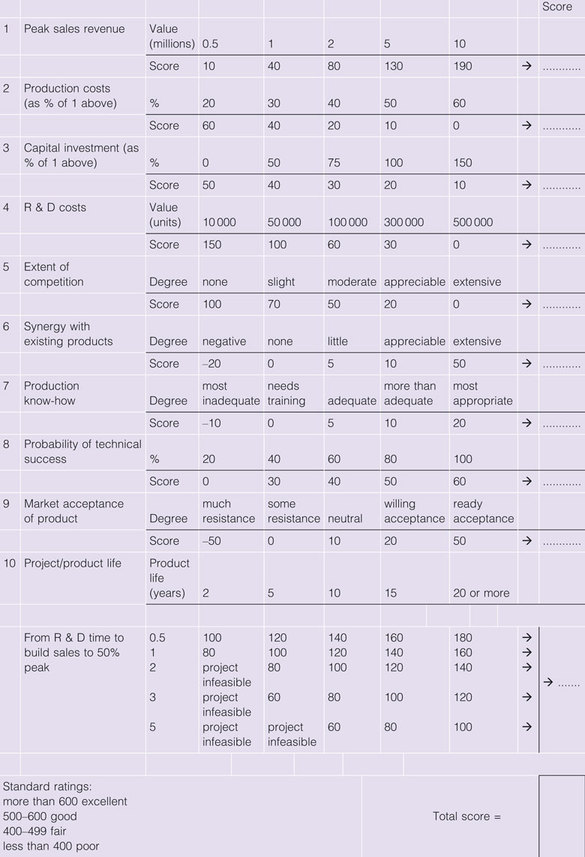 Score
1 Peak sales revenue Value
(millions) 0.5 1 2 5 10
Score 10 40 80 130 190 → ............
2 Production costs
(as % of 1 above) % 20 30 40 50 60
Score 60 40 20 10 0 → ............
3 Capital investment (as
% of 1 above) % 0 50 75 100 150
Score 50 40 30 20 10 → ............
4 R & D costs Value
(units) 10 000 50 000 100 000 300 000 500 000
Score 150 100 60 30 0 → ............
5 Extent of
competition Degree none slight moderate appreciable extensive
Score 100 70 50 20 0 → ............
6 Synergy with
existing products Degree negative none little appreciable extensive
Score –20 0 5 10 50 → ............
7 Production most needs more than most
know-how Degree inadequate training adequate adequate appropriate
Score –10 0 5 10 20 → ............
8 Probability of technical
success % 20 40 60 80 100
Score 0 30 40 50 60 → ............
9 Market acceptance much some willing ready
of product Degree resistance resistance neutral acceptance acceptance
Score –50 0 10 20 50 → ............
10 Project/product life Product
life
(years) 2 5 10 15 20 or more
From R & D time to 0.5 100 120 140 160 180 →
build sales to 50% 1 80 100 120 140 160 →
peak 2 project 80 100 120 140 →
infeasible → .......
3 project 60 80 100 120 →
infeasible
5 project project 60 80 100 →
infeasible infeasible
Standard ratings:
more than 600 excellent
500–600 good Total score =
400–499 fair
less than 400 poor